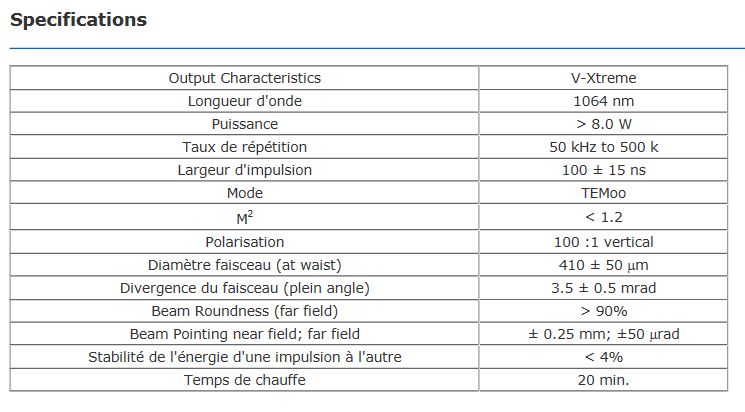 Specifications
Output Characteristics V-Xtreme
Longueur d'onde 1064 nm
Puissance > 8.0 W
Taux de répétition 50 kHz to 500 k
Largeur d'impulsion 100 ± 15 ns
Mode TEMoo
M² < 1.2
Polarisation 100 :1 vertical
Diamètre faisceau (at waist) 410 ± 50 µm
Divergence du faisceau (plein angle) 3.5 ± 0.5 mrad
Beam Roundness (far field) > 90%
Beam Pointing near field; far field ± 0.25 mm; ±50 µrad
Stabilité de l'énergie d'une impulsion à l'autre < 4%
Temps de chauffe 20 min.